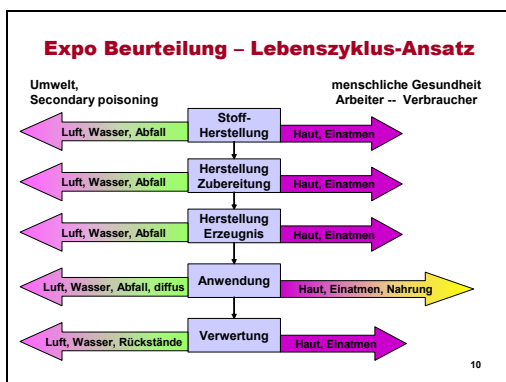 Expo Beurteilung – Lebenszyklus-Ansatz
Umwelt,
Secondary poisoning
menschliche Gesundheit
Arbeiter -- Verbraucher
Luft, Wasser, Abfall
Stoff-
Herstellung
Haut, Einatmen
Luft, Wasser, Abfall
Herstellung
Zubereitung
Haut, Einatmen
Luft, Wasser, Abfall
Herstellung
Erzeugnis
Haut, Einatmen
Luft, Wasser, Abfall, diffus
Anwendung
Haut, Einatmen, Nahrung
Luft, Wasser, Rückstände
Verwertung
Haut, Einatmen
10